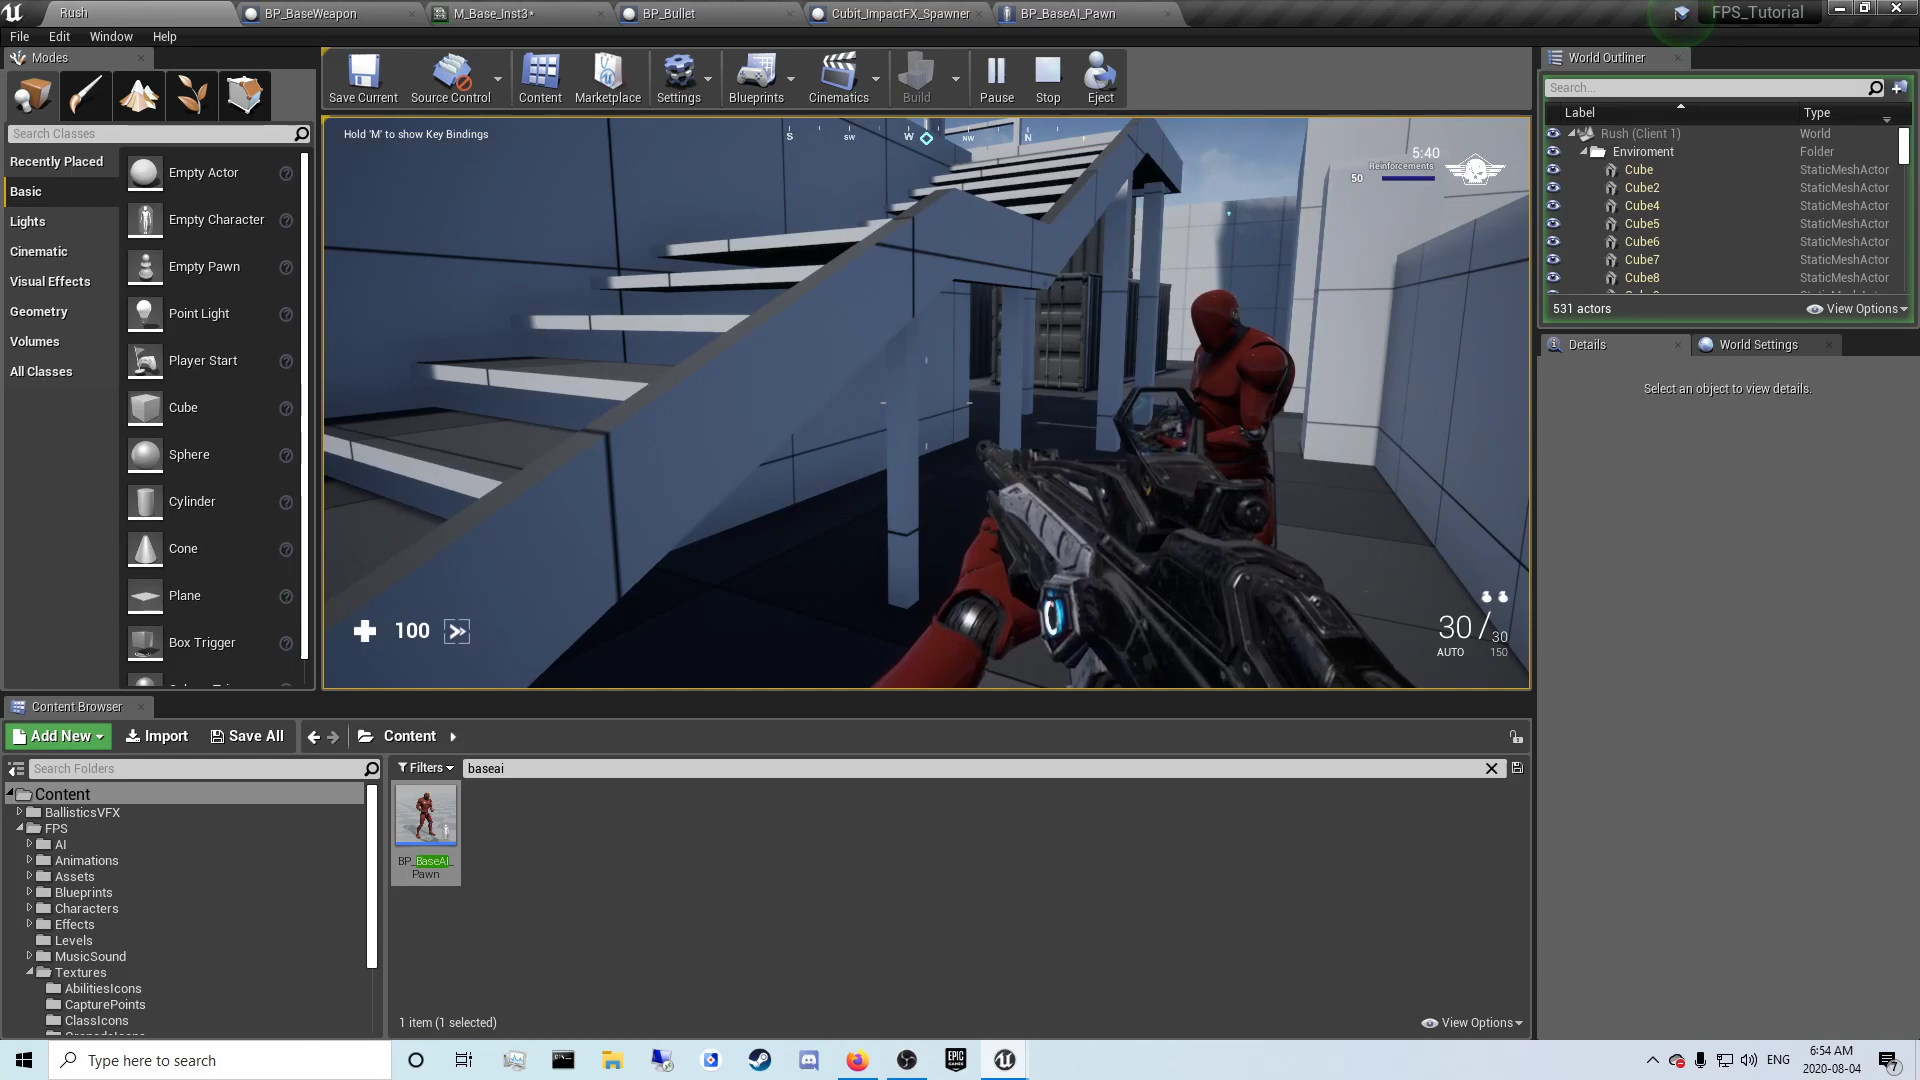 Rush
BP_BaseWeapon
M_Base_Inst3*
BP_Bullet
Cubit_ImpactFX_Spawner
BP_BaseAI_Pawn
FPS_Tutorial
File Edit Window Help
Modes
Save Current
Source Control
Content
Marketplace
Settings
Blueprints
Cinematics
Build
Pause
Stop
Eject
World Outliner
Search...
Label
Type
Rush (Client 1) World
Enviroment Folder
Cube StaticMeshActor
Cube2 StaticMeshActor
Cube4 StaticMeshActor
Cube5 StaticMeshActor
Cube6 StaticMeshActor
Cube7 StaticMeshActor
Cube8 StaticMeshActor
531 actors
View Options
Details
World Settings
Select an object to view details.
Search Classes
Recently Placed
Basic
Lights
Cinematic
Visual Effects
Geometry
Volumes
All Classes
Empty Actor
Empty Character
Empty Pawn
Point Light
Player Start
Cube
Sphere
Cylinder
Cone
Plane
Box Trigger
Hold 'M' to show Key Bindings
S SW W NW N
5:40
Reinforcements
50
100
30 / 30
AUTO 150
Content Browser
Add New
Import
Save All
Content
Search Folders
Filters
baseai
Content
BallisticsVFX
FPS
AI
Animations
Assets
Blueprints
Characters
Effects
Levels
MusicSound
Textures
AbilitiesIcons
CapturePoints
ClassIcons
BP_BaseAI_
Pawn
1 item (1 selected)
View Options
Type here to search
EPIC
GAMES
ENG
6:54 AM
2020-08-04
7